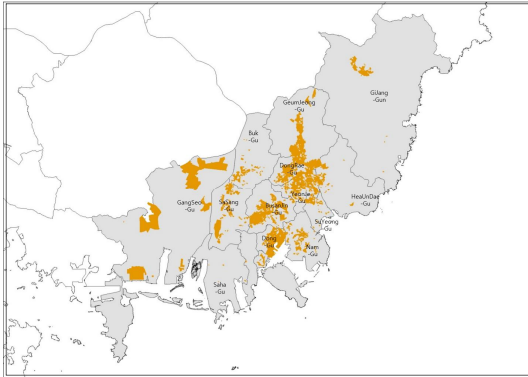 GiJang
-Gun
GeumJeong
-Gu
Buk
-Gu
DongRae
-Gu
HeaUnDae
-Gu
GangSeo
-Gu
SaSang
-Gu
YeonJe
-Gu
BusanJin
-Gu
SuYeong
-Gu
Dong
-Gu
Nam
-Gu
Saha
-Gu